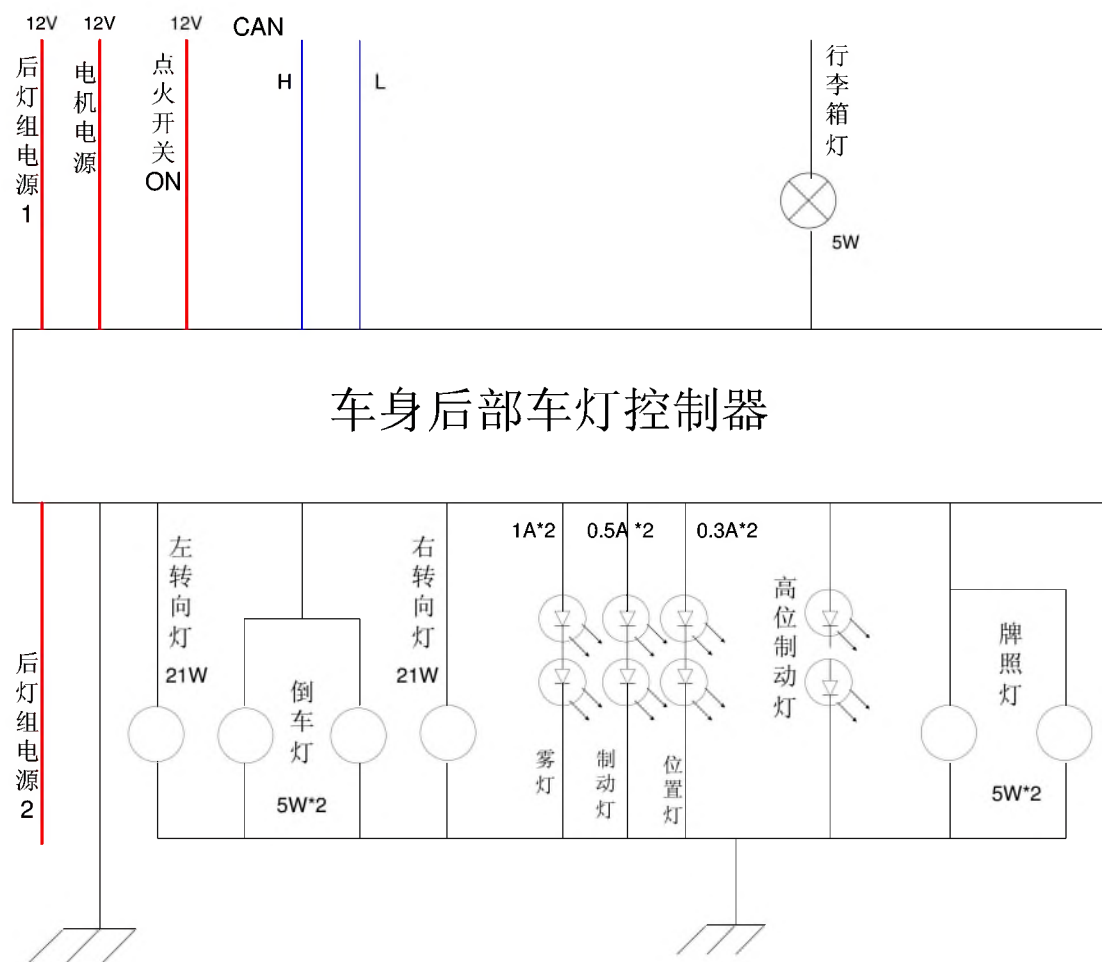 12V
12V
12V
CAN
后灯组电源1
电机电源
点火开关ON
H
L
行李箱灯
5W
车身后部车灯控制器
后灯组电源2
左转向灯
21W
倒车灯
5W*2
右转向灯
21W
1A*2
0.5A *2
0.3A*2
雾灯
制动灯
位置灯
高位制动灯
牌照灯
5W*2